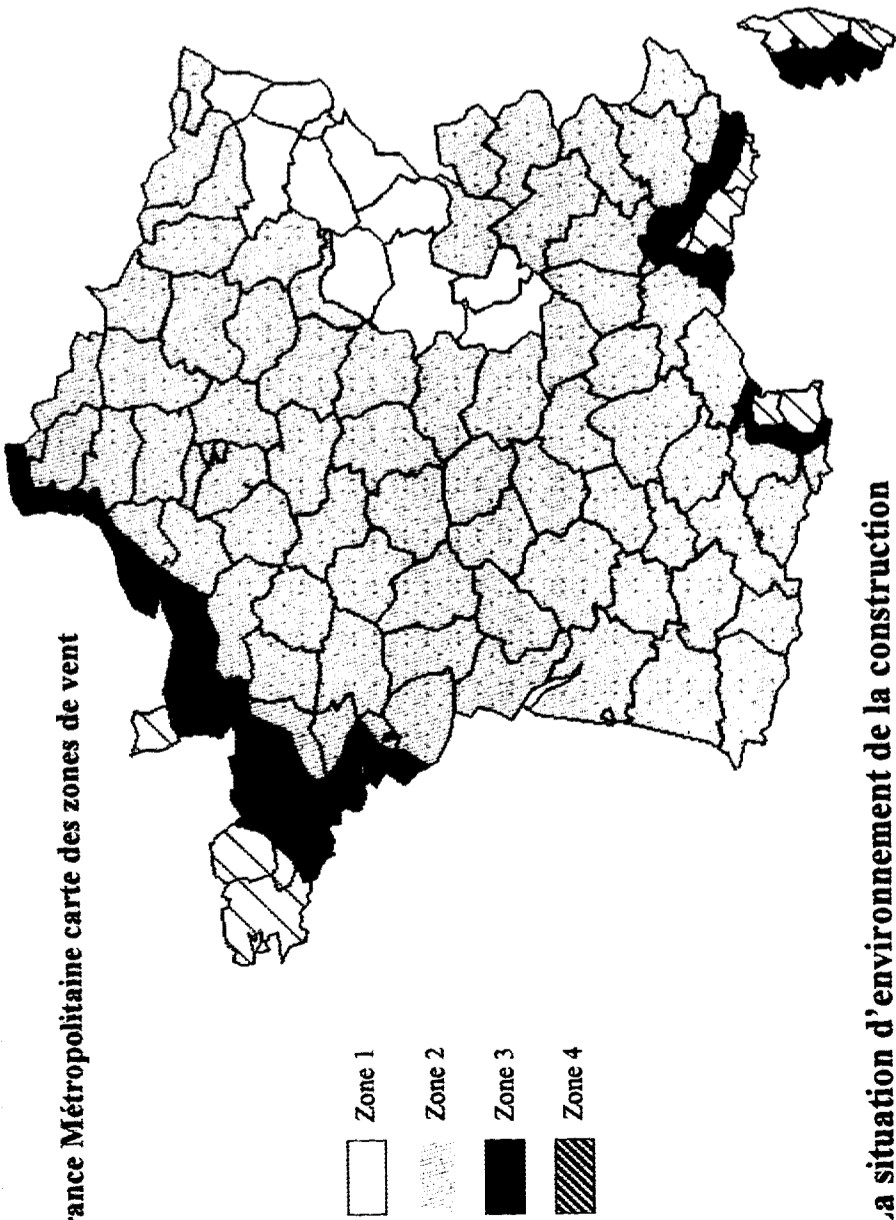 rance Métropolitaine carte des zones de vent
Zone 1
Zone 2
Zone 3
Zone 4
a situation d'environnement de la construction